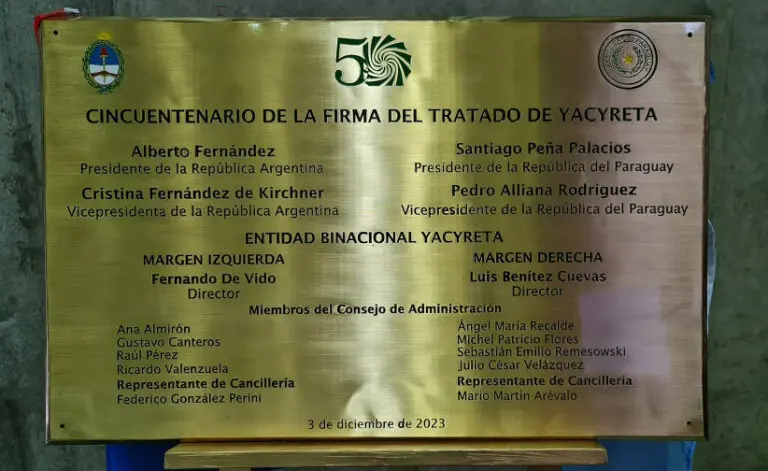 50
CINCUENTENARIO DE LA FIRMA DEL TRATADO DE YACYRETA
Alberto Fernández
Presidente de la República Argentina
Santiago Peña Palacios
Presidente de la República del Paraguay
Cristina Fernández de Kirchner
Vicepresidenta de la República Argentina
Pedro Alliana Rodriguez
Vicepresidente de la República del Paraguay
ENTIDAD BINACIONAL YACYRETA
MARGEN IZQUIERDA
Fernando De Vido
Director
MARGEN DERECHA
Luis Benítez Cuevas
Director
Miembros del Consejo de Administración
Ana Almirón
Gustavo Canteros
Raúl Pérez
Ricardo Valenzuela
Representante de Cancillería
Federico González Perini
Ángel María Recalde
Michel Patricio Flores
Sebastián Emilio Remesowski
Julio César Velázquez
Representante de Cancillería
Mario Martin Arévalo
3 de diciembre de 2023